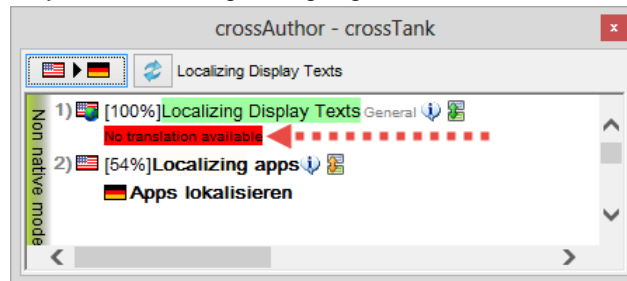 crossAuthor - crossTank
x
Localizing Display Texts
Non native mode
1) [100%]Localizing Display Texts General
No translation available
2) [54%]Localizing apps
Apps lokalisieren